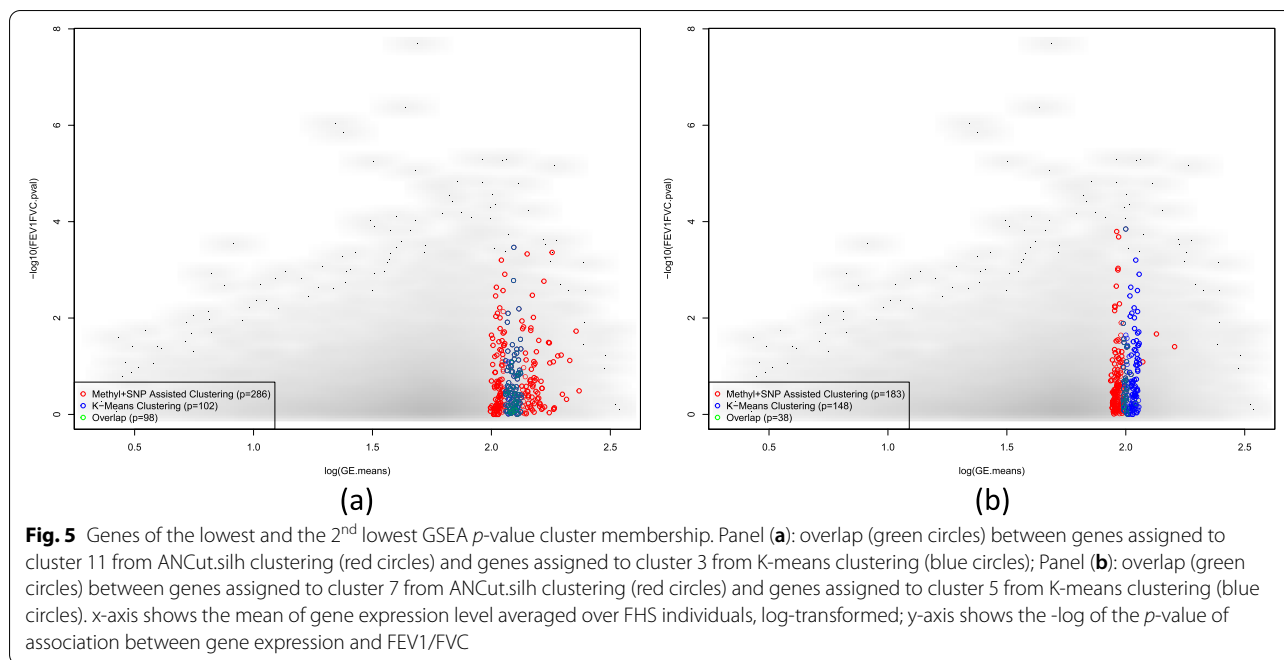 8
6
4
2
0
−log10(FEV1FVC.pval)
Methyl+SNP Assisted Clustering (p=286)
K−Means Clustering (p=102)
Overlap (p=98)
0.5 1.0 1.5 2.0 2.5
log(GE.means)
(a)
8
6
4
2
0
−log10(FEV1FVC.pval)
Methyl+SNP Assisted Clustering (p=183)
K−Means Clustering (p=148)
Overlap (p=38)
0.5 1.0 1.5 2.0 2.5
log(GE.means)
(b)
Fig. 5 Genes of the lowest and the 2nd lowest GSEA p-value cluster membership. Panel (a): overlap (green circles) between genes assigned to
cluster 11 from ANCut.silh clustering (red circles) and genes assigned to cluster 3 from K-means clustering (blue circles); Panel (b): overlap (green
circles) between genes assigned to cluster 7 from ANCut.silh clustering (red circles) and genes assigned to cluster 5 from K-means clustering (blue
circles). x-axis shows the mean of gene expression level averaged over FHS individuals, log-transformed; y-axis shows the -log of the p-value of
association between gene expression and FEV1/FVC